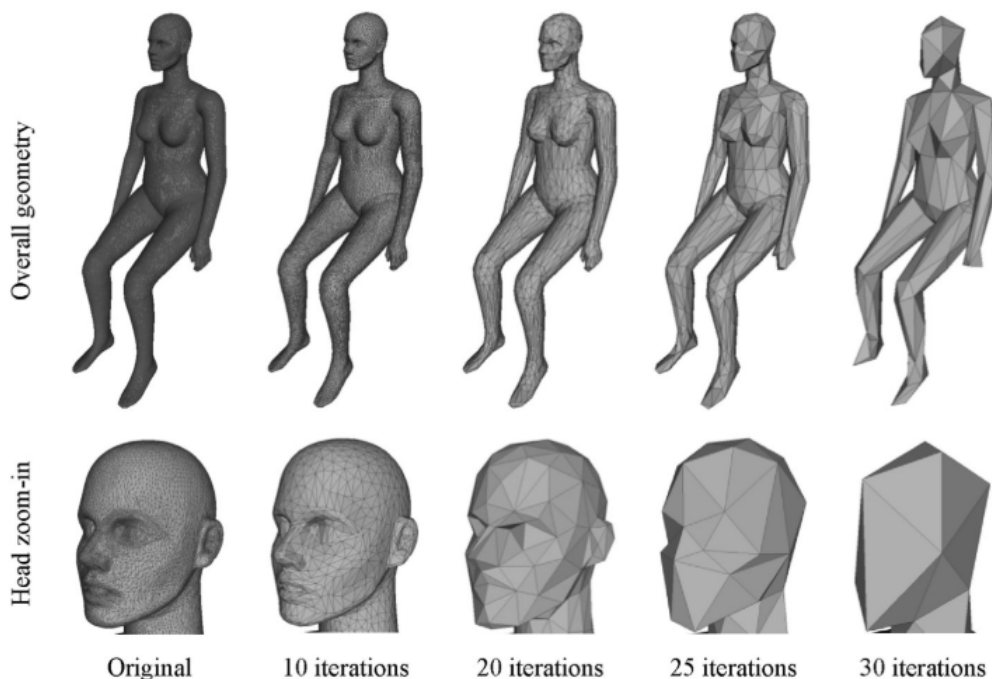 Overall geometry
Head zoom-in
Original
10 iterations
20 iterations
25 iterations
30 iterations